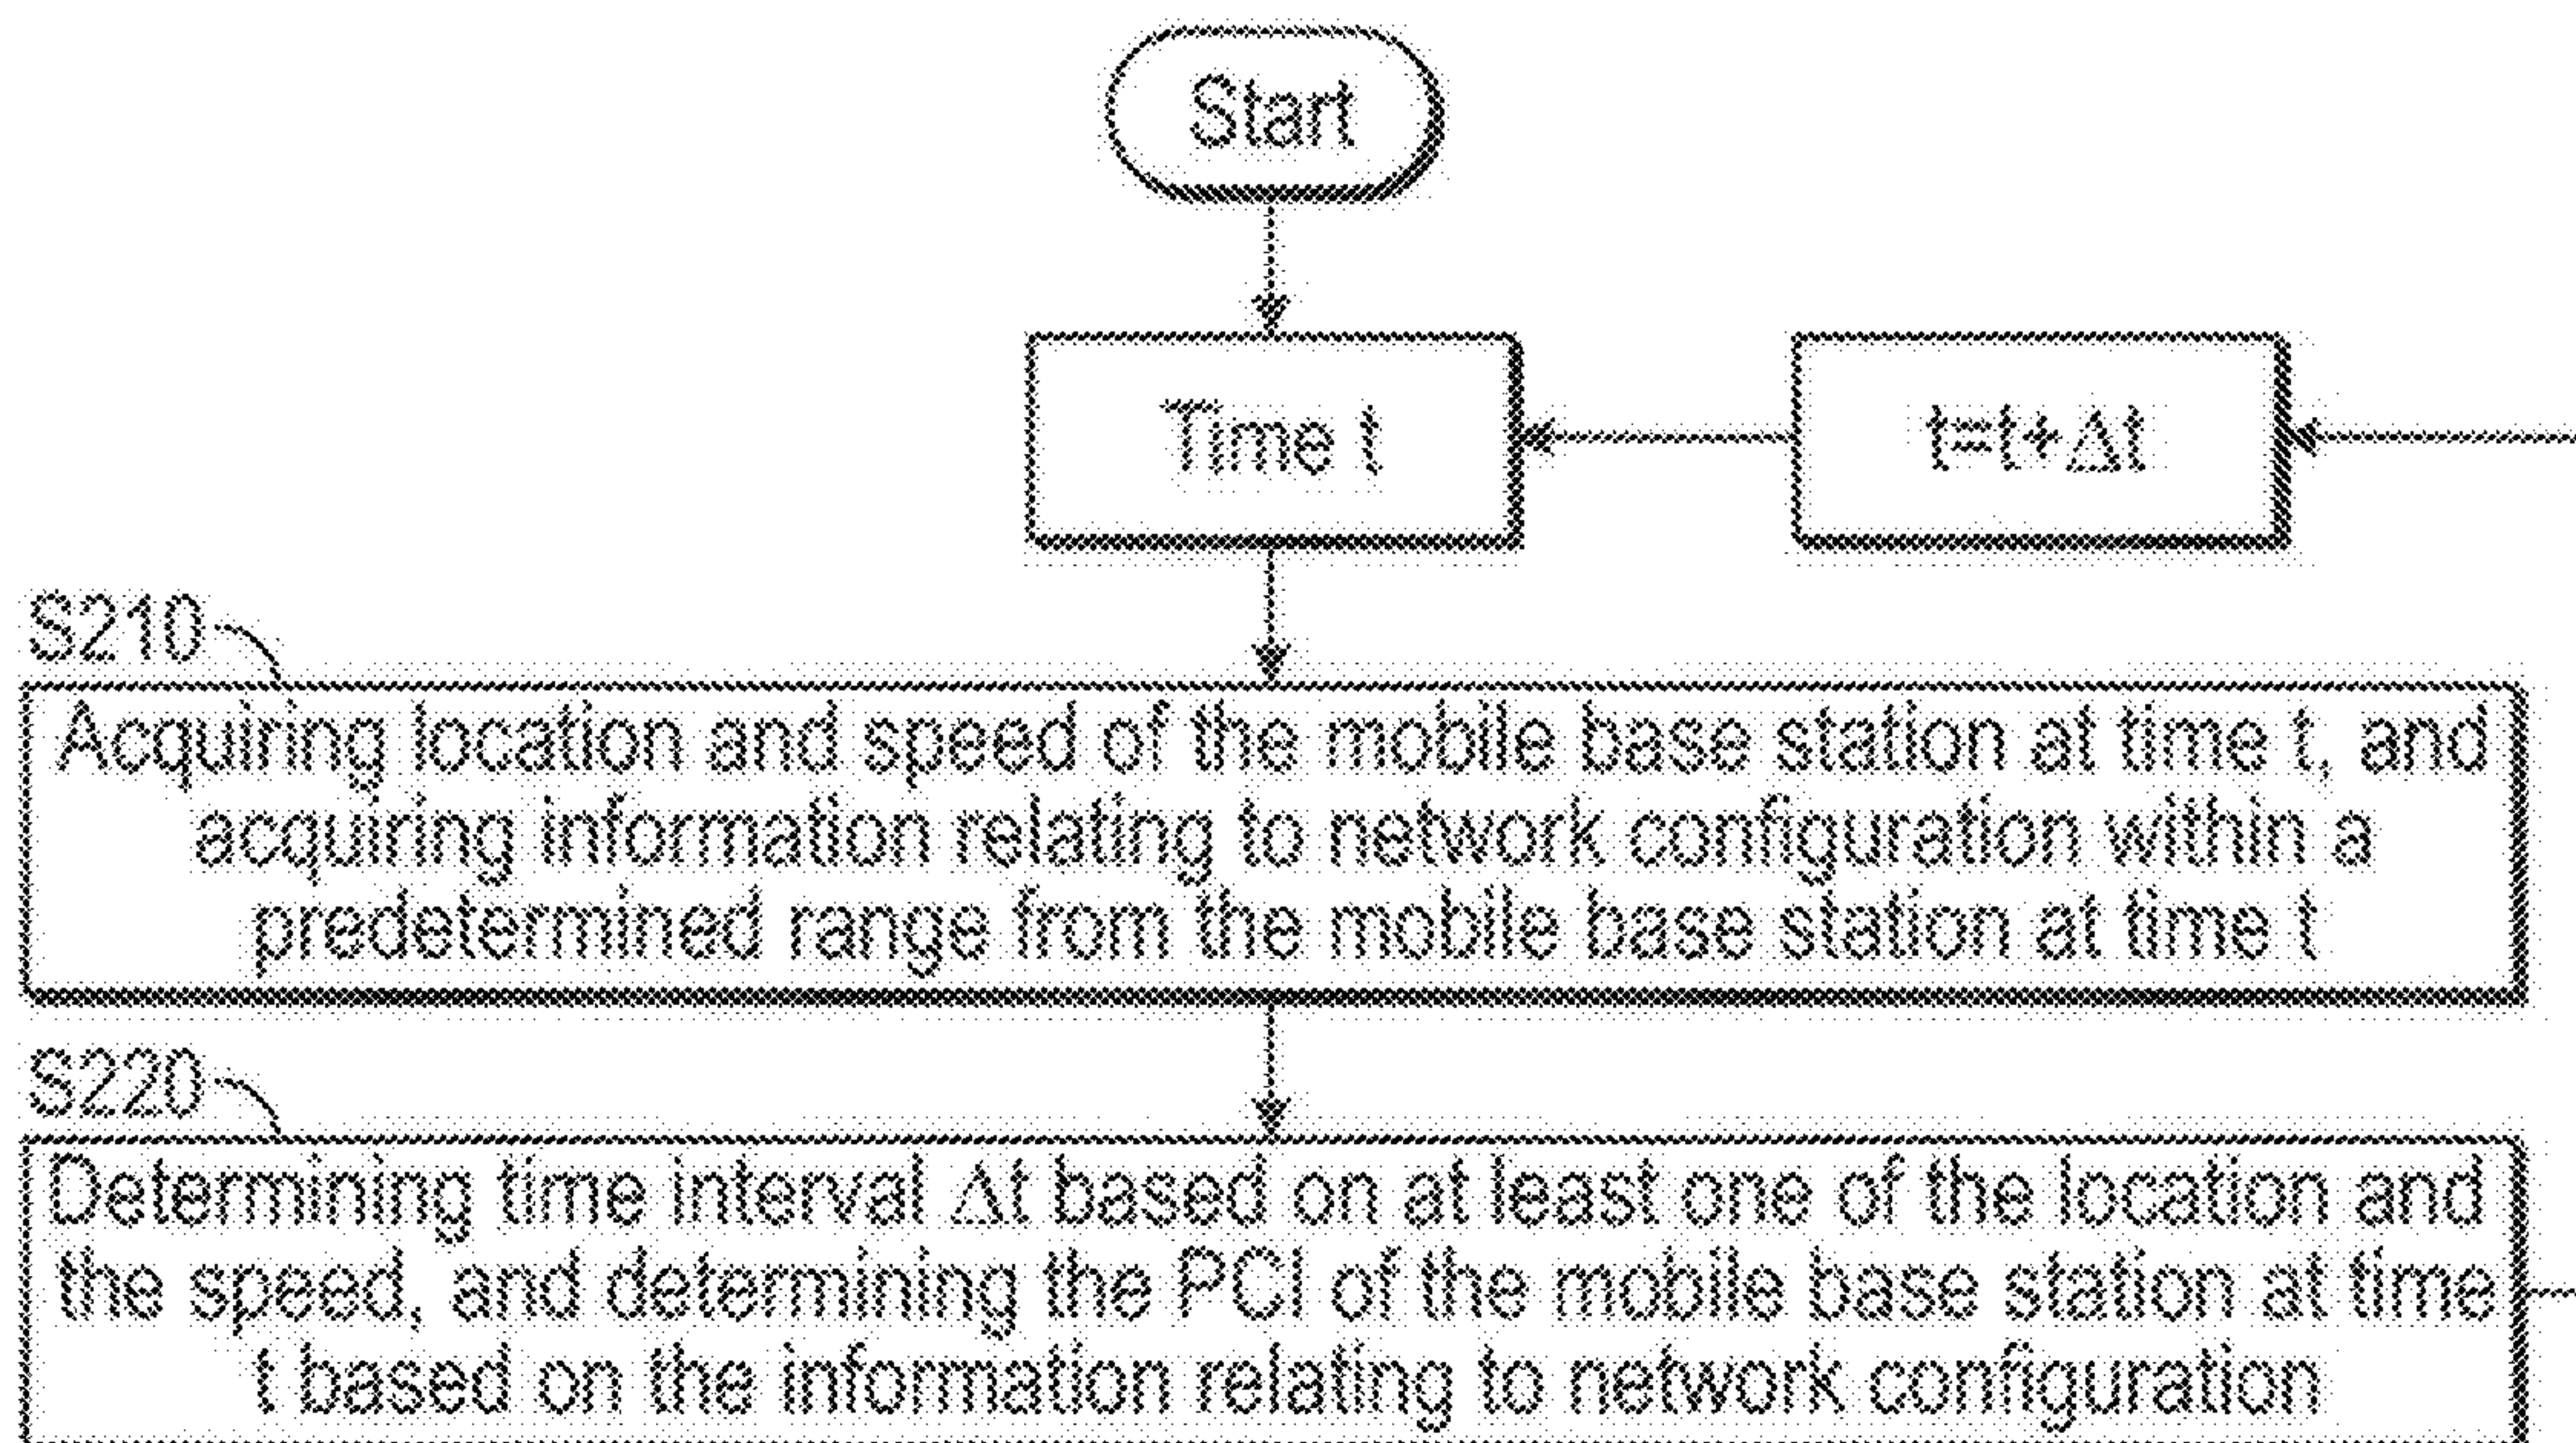 Start
Time t
t=t+Δt
S210
Acquiring location and speed of the mobile base station at time t, and
acquiring information relating to network configuration within a
predetermined range from the mobile base station at time t
S220
Determining time interval Δt based on at least one of the location and
the speed, and determining the PCI of the mobile base station at time
t based on the information relating to network configuration